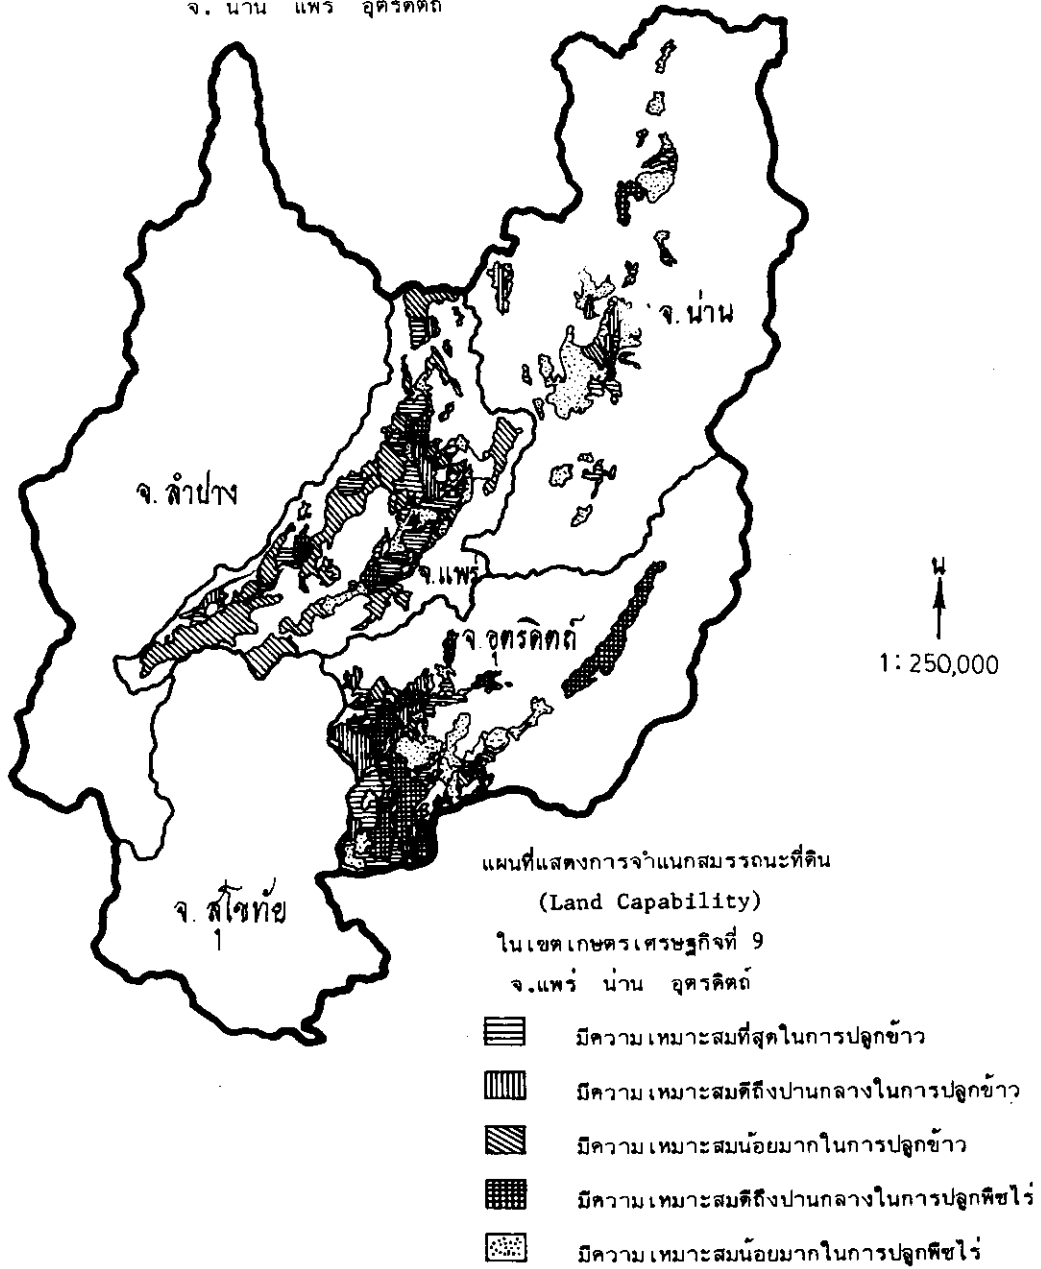 จ. น่าน แพร่ อุตรดิตถ์
จ. น่าน
จ. ลำปาง
จ.แพร่
จ. อุตรดิตถ์
น
1: 250,000
จ. สุโขทัย
แผนที่แสดงการจำแนกสมรรถนะที่ดิน
(Land Capability)
ในเขตเกษตรเศรษฐกิจที่ 9
จ.แพร่ น่าน อุตรดิตถ์
มีความเหมาะสมที่สุดในการปลูกข้าว
มีความเหมาะสมดีถึงปานกลางในการปลูกข้าว
มีความเหมาะสมน้อยมากในการปลูกข้าว
มีความเหมาะสมดีถึงปานกลางในการปลูกพืชไร่
มีความเหมาะสมน้อยมากในการปลูกพืชไร่